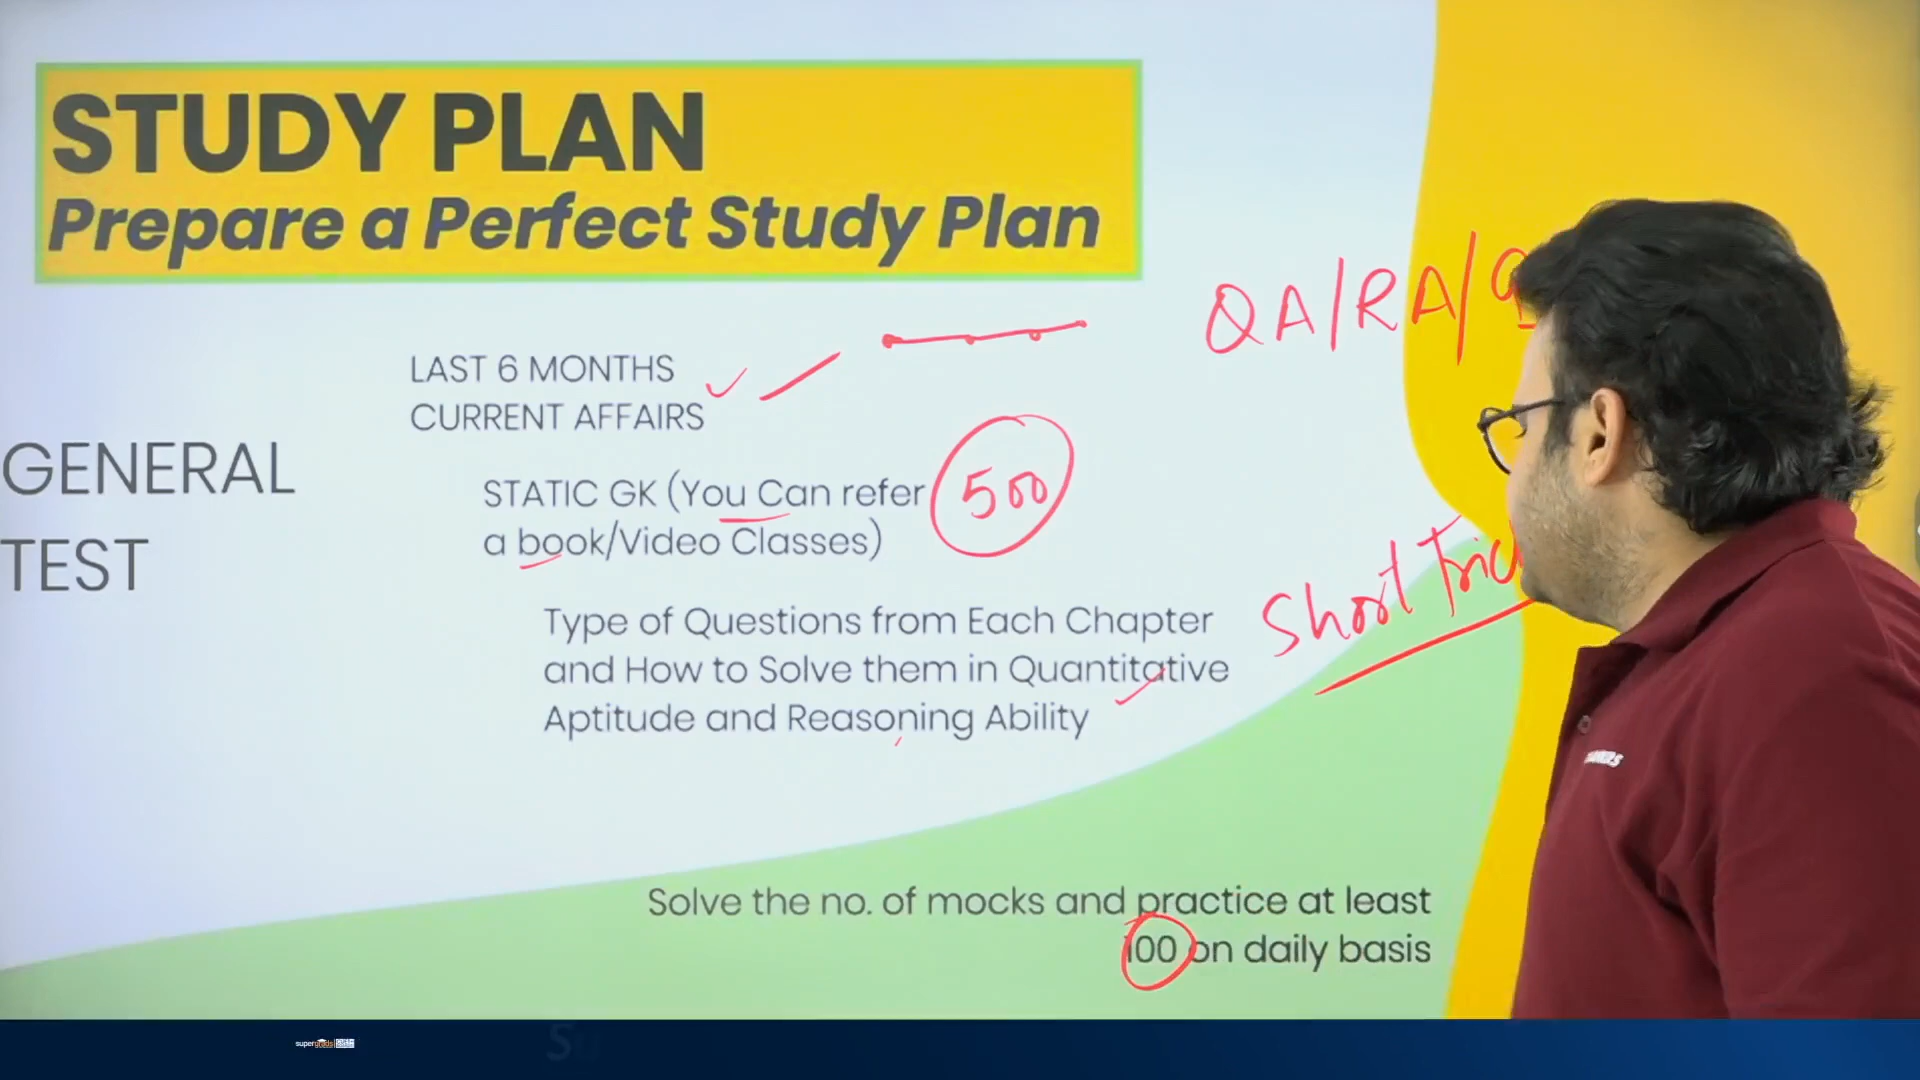 STUDY PLAN
Prepare a Perfect Study Plan
QA/RA/
LAST 6 MONTHS
CURRENT AFFAIRS
GENERAL
TEST
STATIC GK (You Can refer
a book/Video Classes)
500
Short
Type of Questions from Each Chapter
and How to Solve them in Quantitative
Aptitude and Reasoning Ability
Solve the no. of mocks and practice at least
100 on daily basis
supergrads